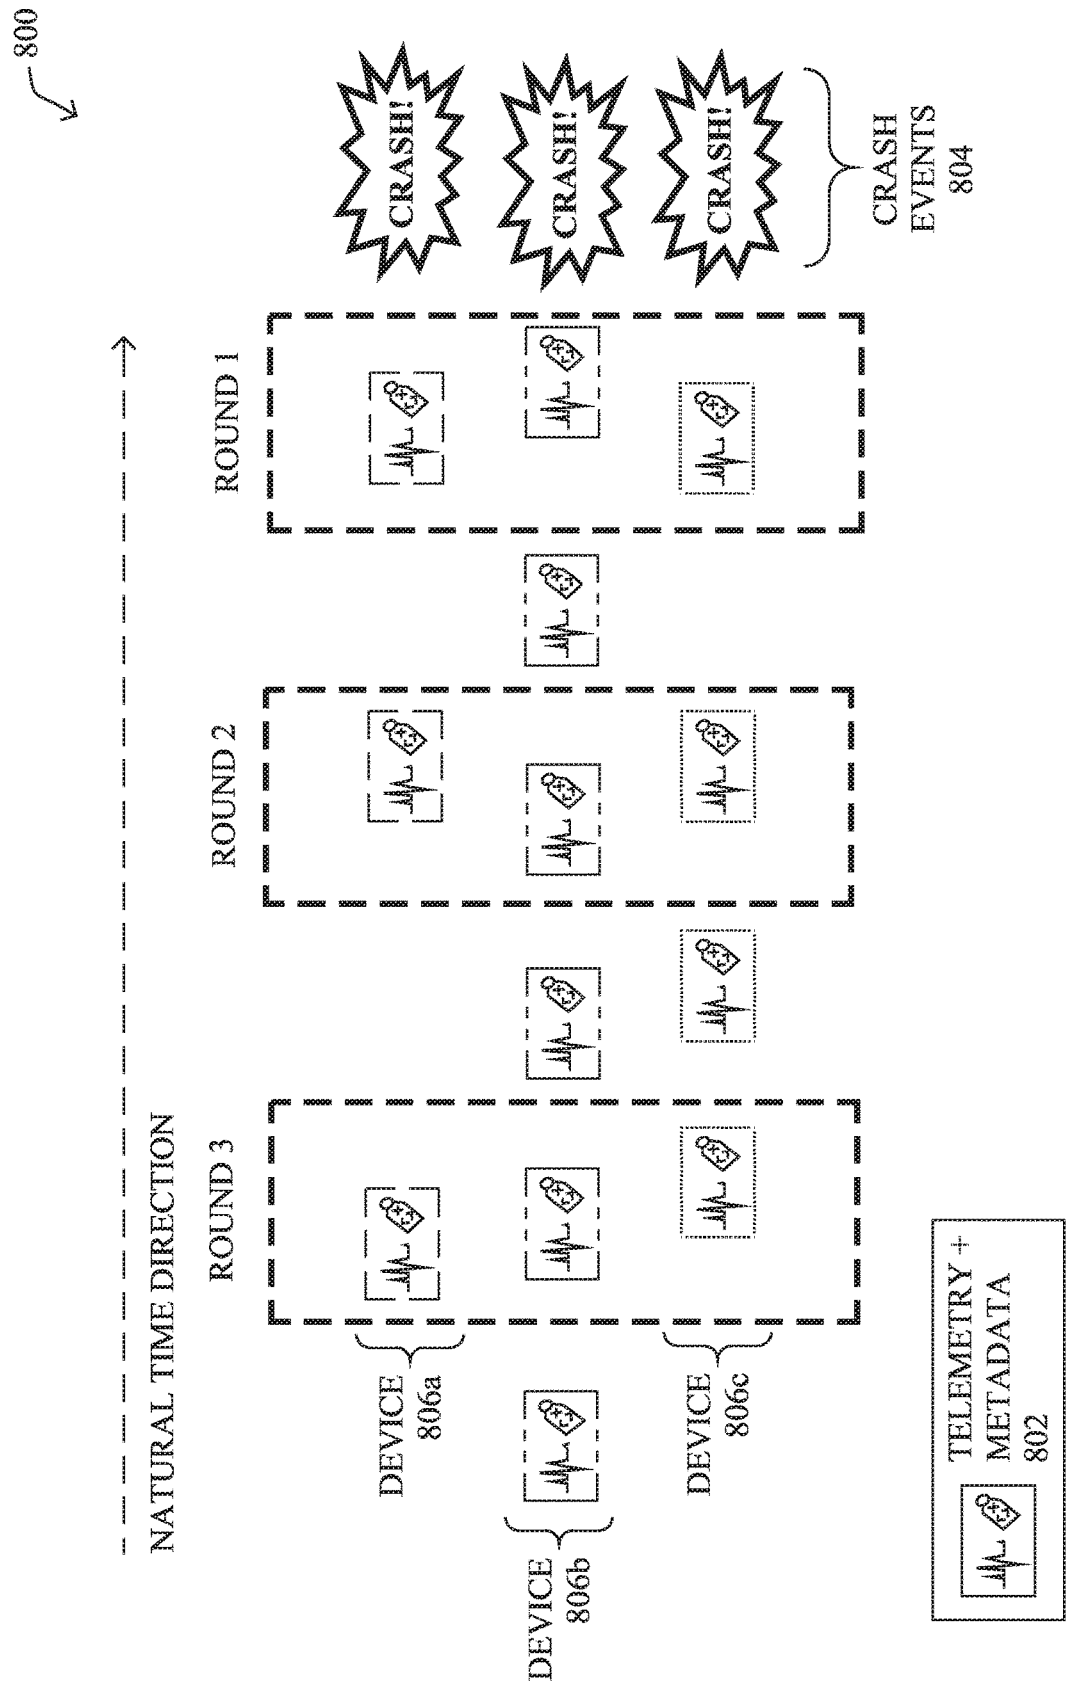 800
NATURAL TIME DIRECTION
ROUND 3
ROUND 2
ROUND 1
DEVICE
806a
DEVICE
806b
DEVICE
806c
CRASH!
CRASH!
CRASH!
CRASH
EVENTS
804
TELEMETRY +
METADATA
802